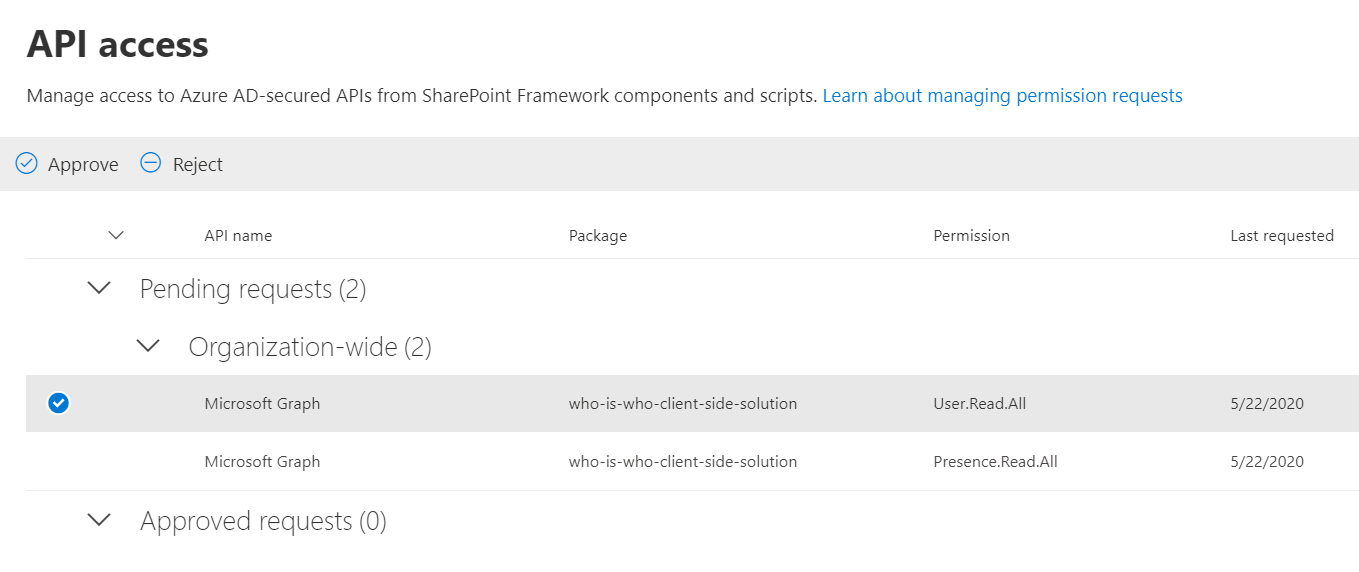 API access
Manage access to Azure AD-secured APIs from SharePoint Framework components and scripts. Learn about managing permission requests
Approve Reject
API name Package Permission Last requested
Pending requests (2)
Organization-wide (2)
Microsoft Graph who-is-who-client-side-solution User.Read.All 5/22/2020
Microsoft Graph who-is-who-client-side-solution Presence.Read.All 5/22/2020
Approved requests (0)